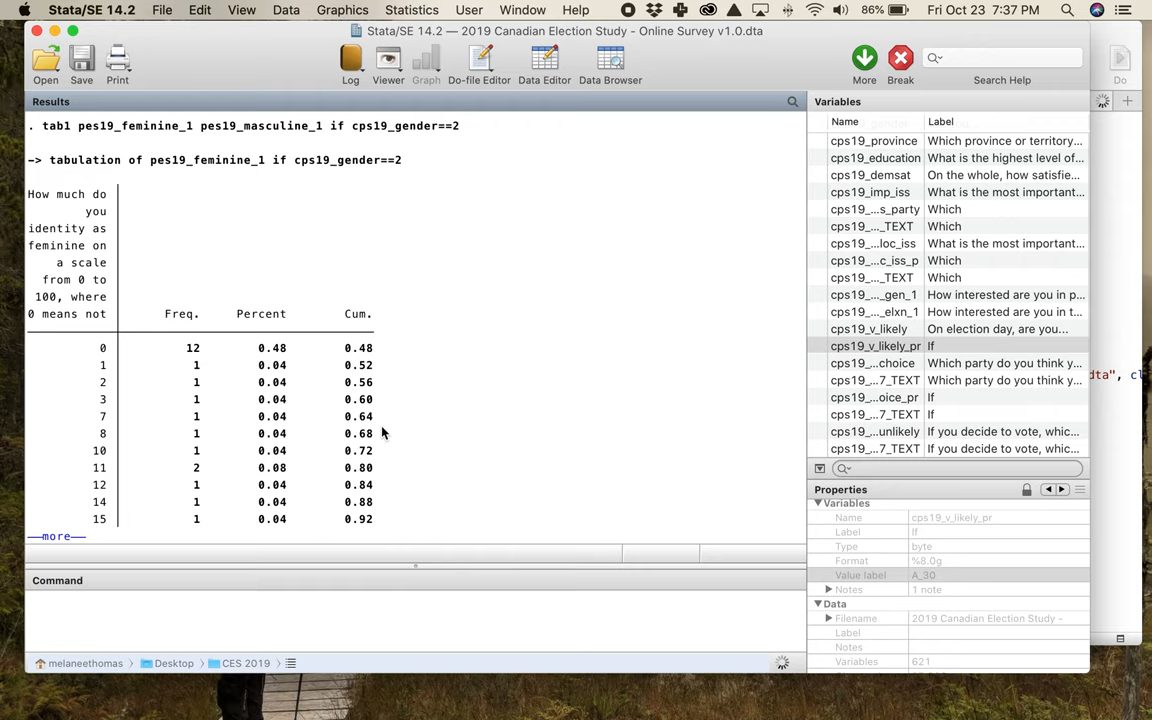 Stata/SE 14.2 File Edit View Data Graphics Statistics User Window Help 86% Fri Oct 23 7:37 PM
Stata/SE 14.2 — 2019 Canadian Election Study - Online Survey v1.0.dta
Open Save Print Log Viewer Graph Do-file Editor Data Editor Data Browser More Break Search Help Do
Results
. tab1 pes19_feminine_1 pes19_masculine_1 if cps19_gender==2
-> tabulation of pes19_feminine_1 if cps19_gender==2
How much do
you
identity as
feminine on
a scale
from 0 to
100, where
0 means not Freq. Percent Cum.
0 12 0.48 0.48
1 1 0.04 0.52
2 1 0.04 0.56
3 1 0.04 0.60
7 1 0.04 0.64
8 1 0.04 0.68
10 1 0.04 0.72
11 2 0.08 0.80
12 1 0.04 0.84
14 1 0.04 0.88
15 1 0.04 0.92
—more—
Command
melaneethomas Desktop CES 2019
Variables
Name Label
cps19_province Which province or territory...
cps19_education What is the highest level of...
cps19_demsat On the whole, how satisfie...
cps19_imp_iss What is the most important...
cps19_...s_party Which
cps19_..._TEXT Which
cps19_...loc_iss What is the most important...
cps19_...c_iss_p Which
cps19_..._TEXT Which
cps19_..._gen_1 How interested are you in p...
cps19_..._elxn_1 How interested are you in t...
cps19_v_likely On election day, are you...
cps19_v_likely_pr If
cps19_...choice Which party do you think y...
cps19_...7_TEXT Which party do you think y...
cps19_...oice_pr If
cps19_...7_TEXT If
cps19_...unlikely If you decide to vote, whic...
cps19_...7_TEXT If you decide to vote, whic...
Properties
Variables
Name cps19_v_likely_pr
Label If
Type byte
Format %8.0g
Value label A_30
Notes 1 note
Data
Filename 2019 Canadian Election Study -
Label
Notes
Variables 621
dta", cl